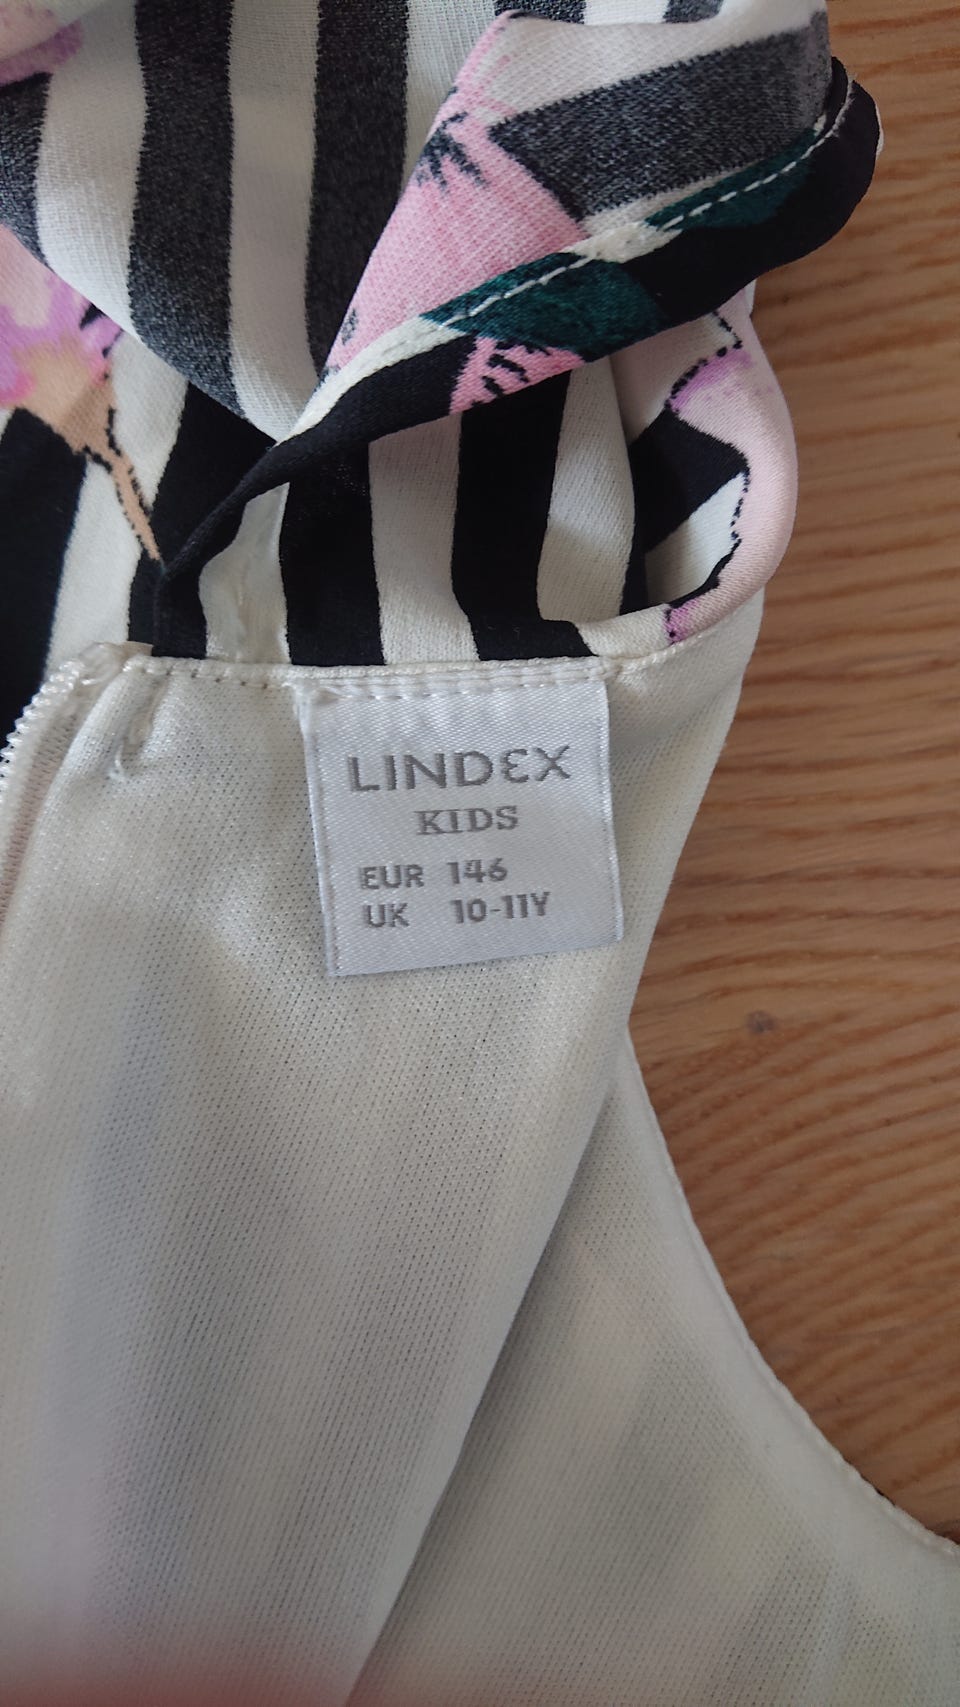 LINDEX
KIDS
EUR 146
UK 10-11Y